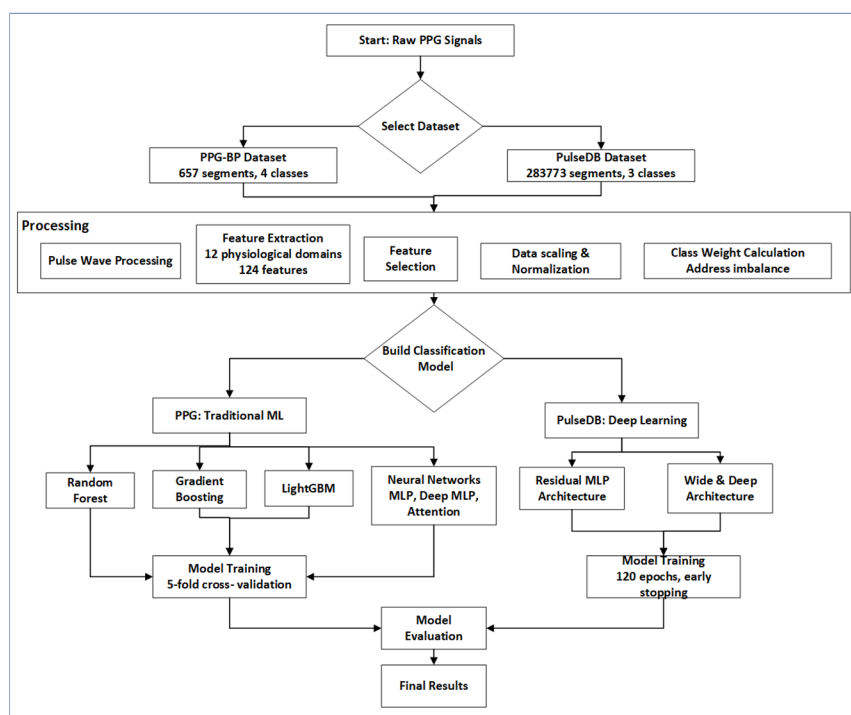 Start: Raw PPG Signals
Select Dataset
PPG-BP Dataset
657 segments, 4 classes
PulseDB Dataset
283773 segments, 3 classes
Processing
Pulse Wave Processing
Feature Extraction
12 physiological domains
124 features
Feature
Selection
Data scaling &
Normalization
Class Weight Calculation
Address imbalance
Build Classification
Model
PPG: Traditional ML
PulseDB: Deep Learning
Random
Forest
Gradient
Boosting
LightGBM
Neural Networks
MLP, Deep MLP,
Attention
Residual MLP
Architecture
Wide & Deep
Architecture
Model Training
5-fold cross- validation
Model Training
120 epochs, early
stopping
Model
Evaluation
Final Results